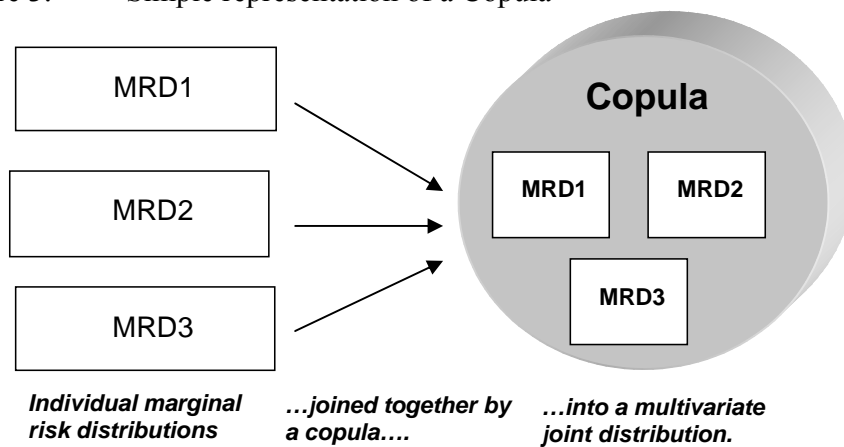 Simple representation of a Copula
MRD1
MRD2
MRD3
Copula
MRD1
MRD2
MRD3
Individual marginal
risk distributions
…joined together by
a copula….
…into a multivariate
joint distribution.